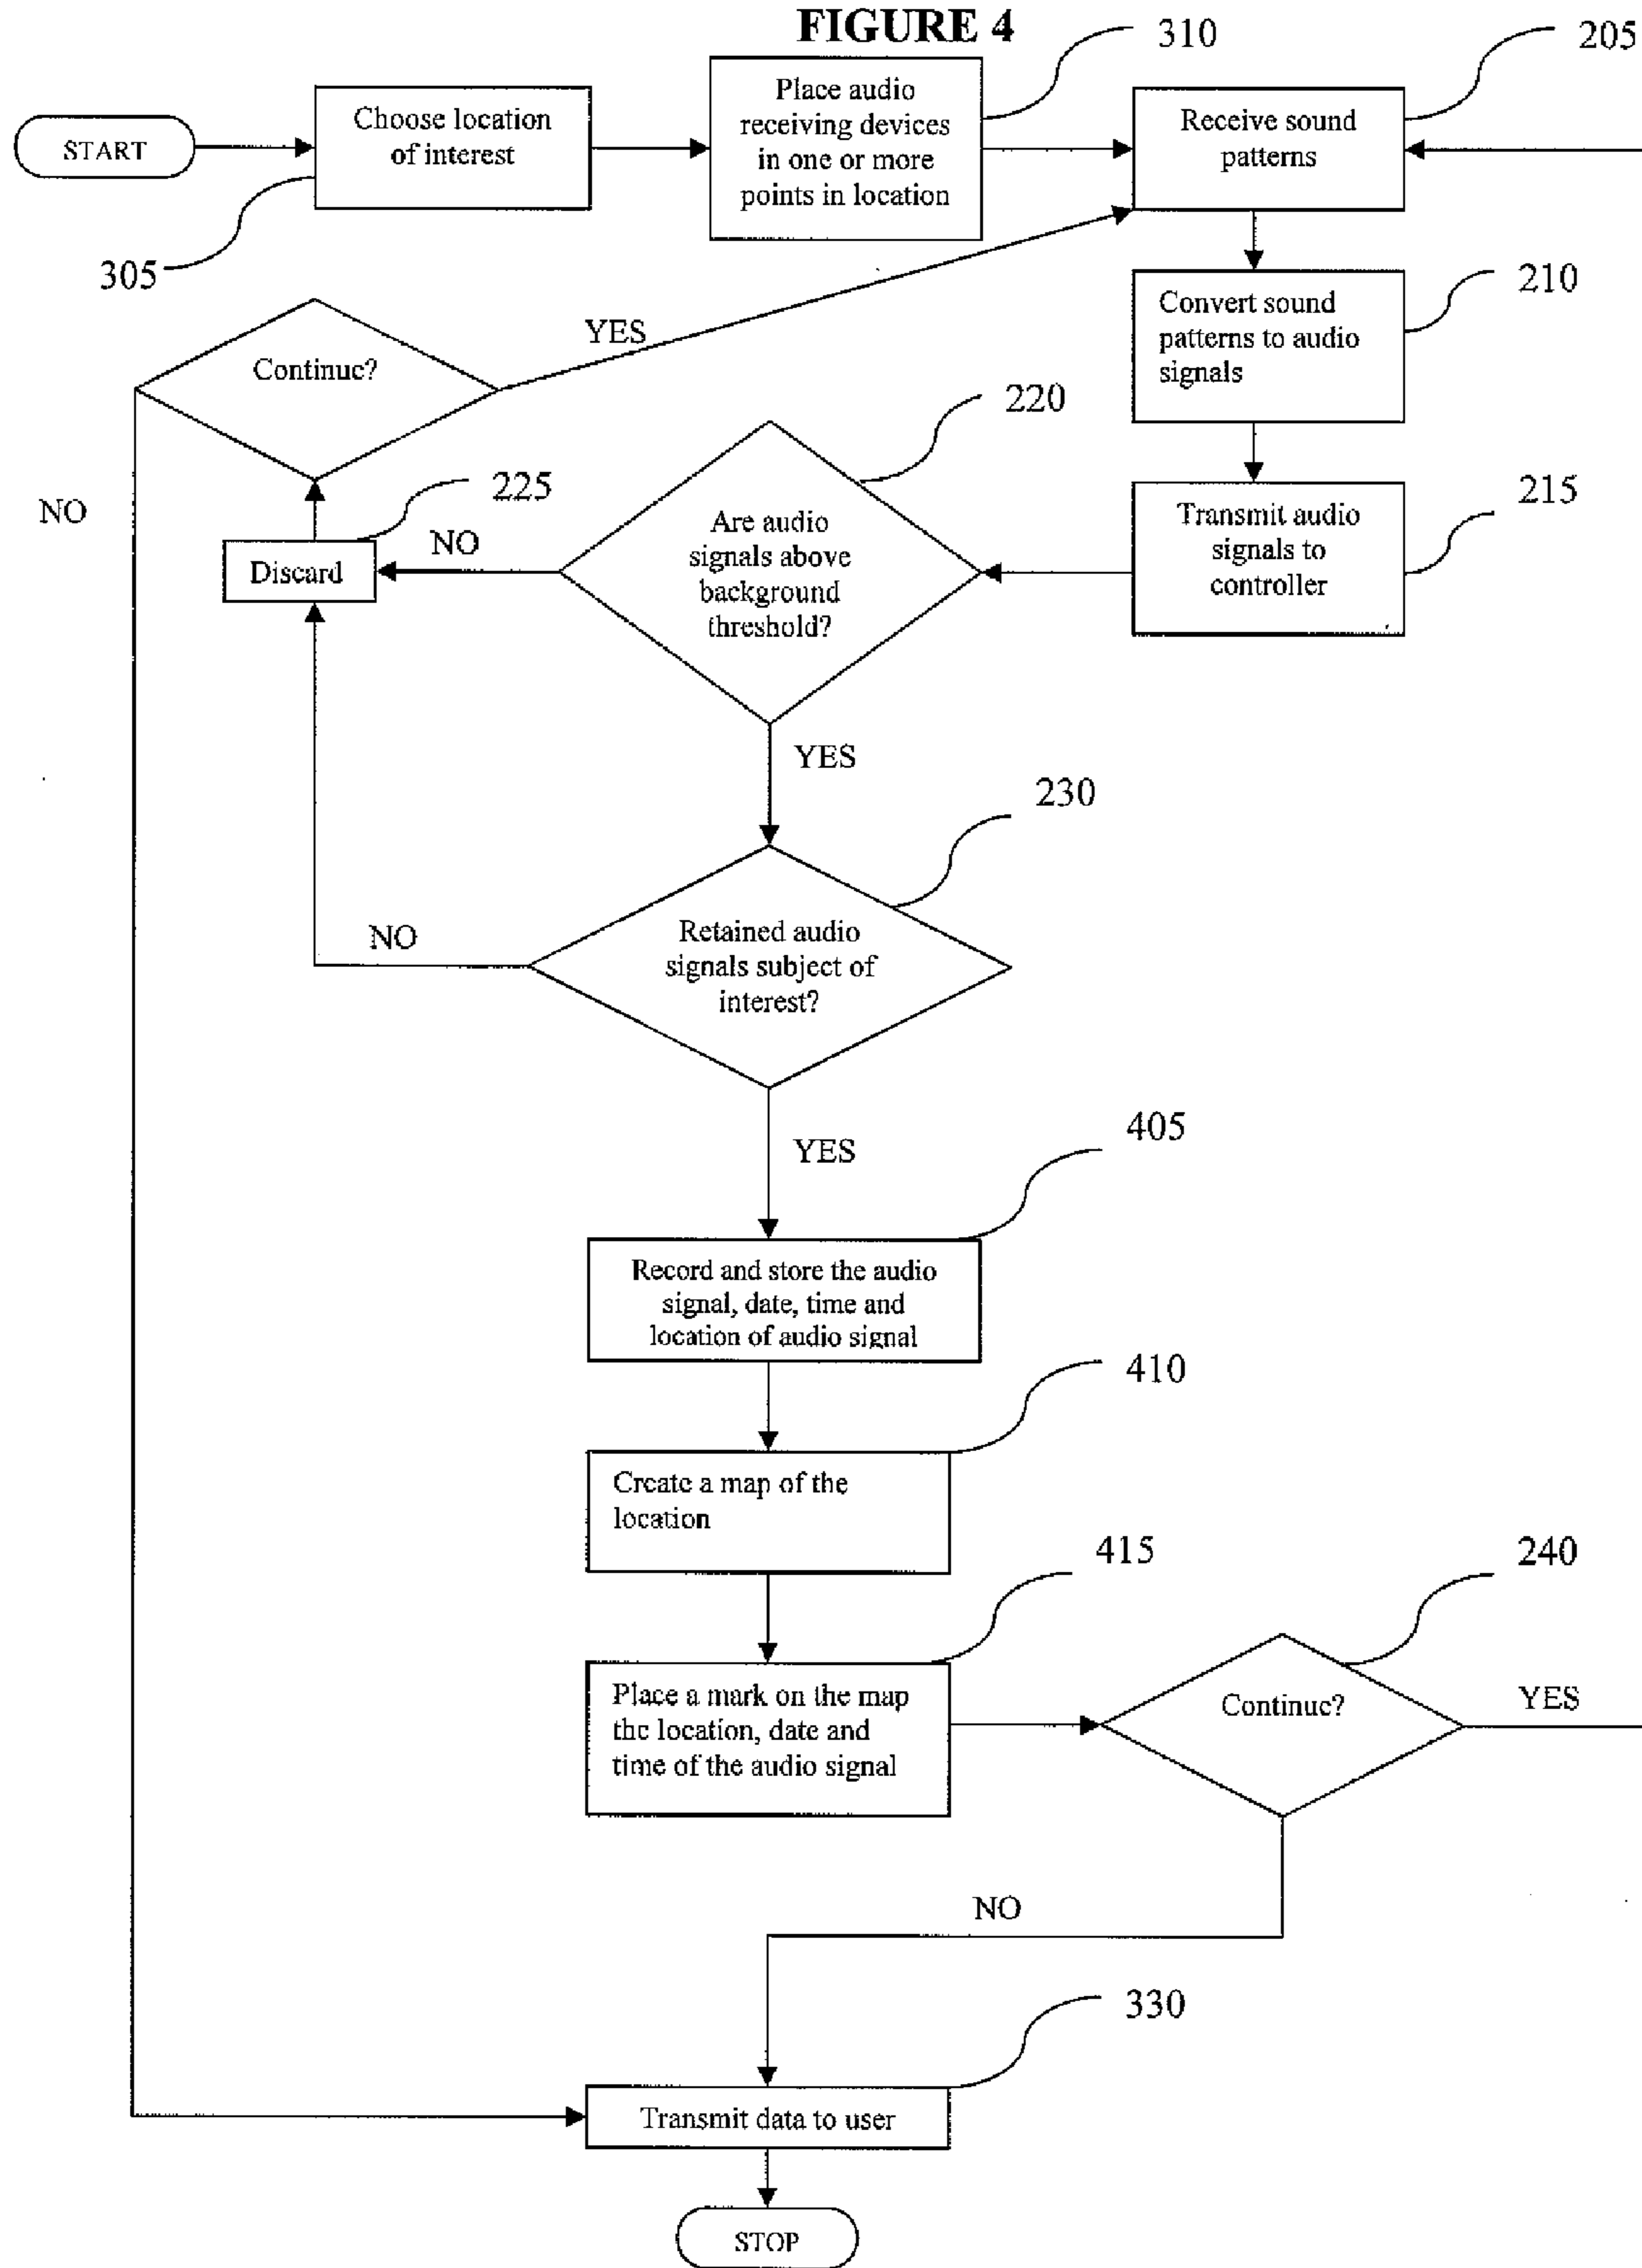 FIGURE 4
310
205
START
Choose location
of interest
Place audio
receiving devices
in one or more
points in location
Receive sound
patterns
305
210
Convert sound
patterns to audio
signals
YES
Continue?
220
NO
225
215
Are audio
signals above
background
threshold?
NO
Discard
Transmit audio
signals to
controller
YES
230
NO
Retained audio
signals subject of
interest?
YES
405
Record and store the audio
signal, date, time and
location of audio signal
410
Create a map of the
location
415
240
Place a mark on the map
the location, date and
time of the audio signal
Continue?
YES
NO
330
Transmit data to user
STOP